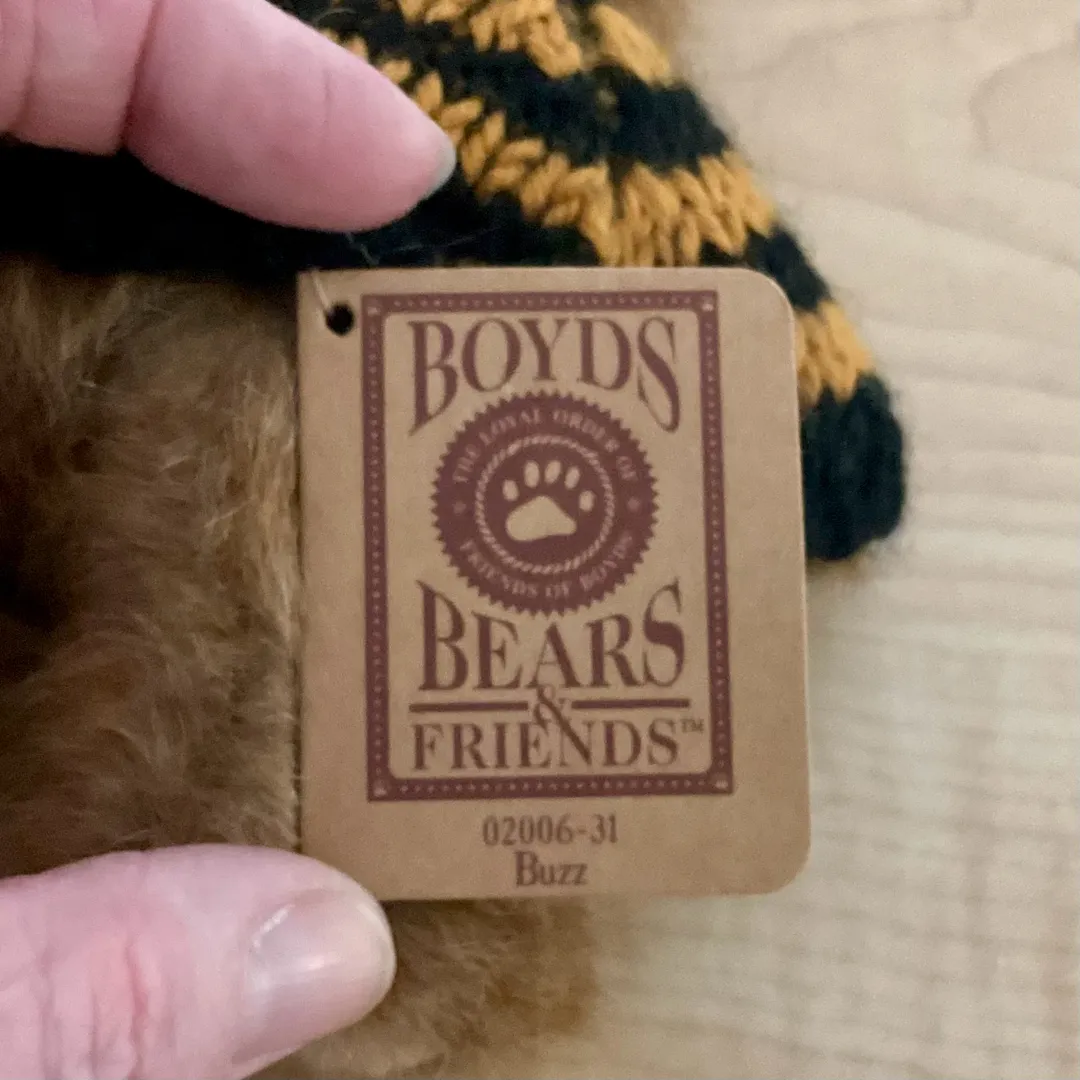 BOYDS
THE LOYAL ORDER OF
FRIENDS OF BOYDS
BEARS
&
FRIENDS™
02006-31
Buzz